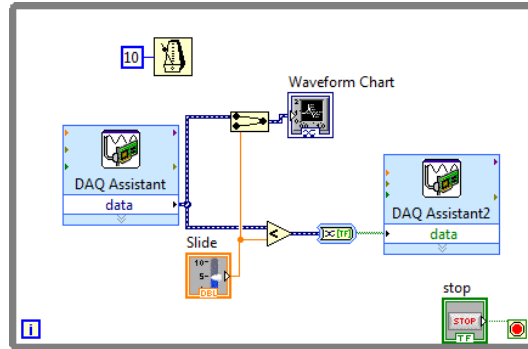 10
Waveform Chart
DAQ Assistant
data
DAQ Assistant2
data
Slide
10-
5-
DBL
[TF]
stop
STOP
TF
i